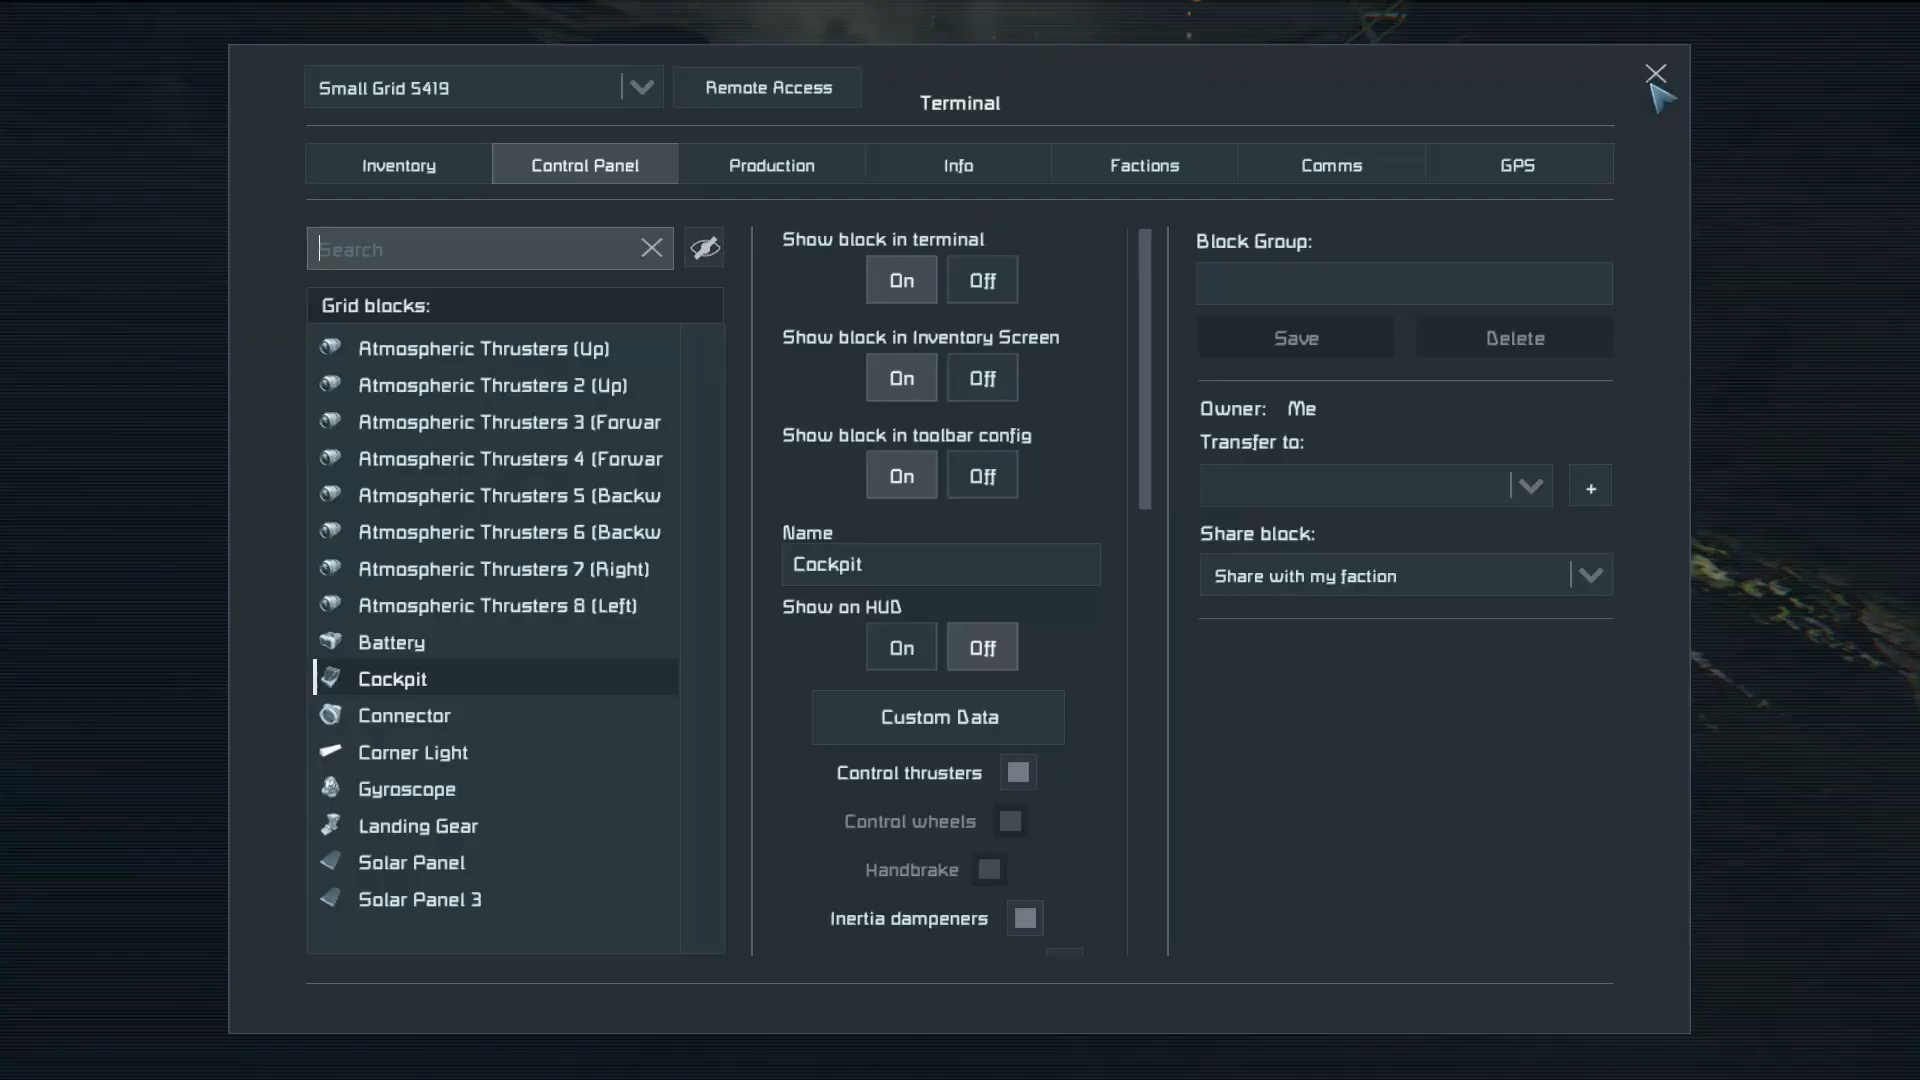 Small Grid 5419
Remote Access
Terminal
Inventory
Control Panel
Production
Info
Factions
Comms
GPS
Search
Grid blocks:
Atmospheric Thrusters (Up)
Atmospheric Thrusters 2 (Up)
Atmospheric Thrusters 3 (Forwar
Atmospheric Thrusters 4 (Forwar
Atmospheric Thrusters 5 (Backw
Atmospheric Thrusters 6 (Backw
Atmospheric Thrusters 7 (Right)
Atmospheric Thrusters 8 (Left)
Battery
Cockpit
Connector
Corner Light
Gyroscope
Landing Gear
Solar Panel
Solar Panel 3
Show block in terminal
On Off
Show block in Inventory Screen
On Off
Show block in toolbar config
On Off
Name
Cockpit
Show on HUD
On Off
Custom Data
Control thrusters
Control wheels
Handbrake
Inertia dampeners
Block Group:
Save Delete
Owner: Me
Transfer to:
+
Share block:
Share with my faction